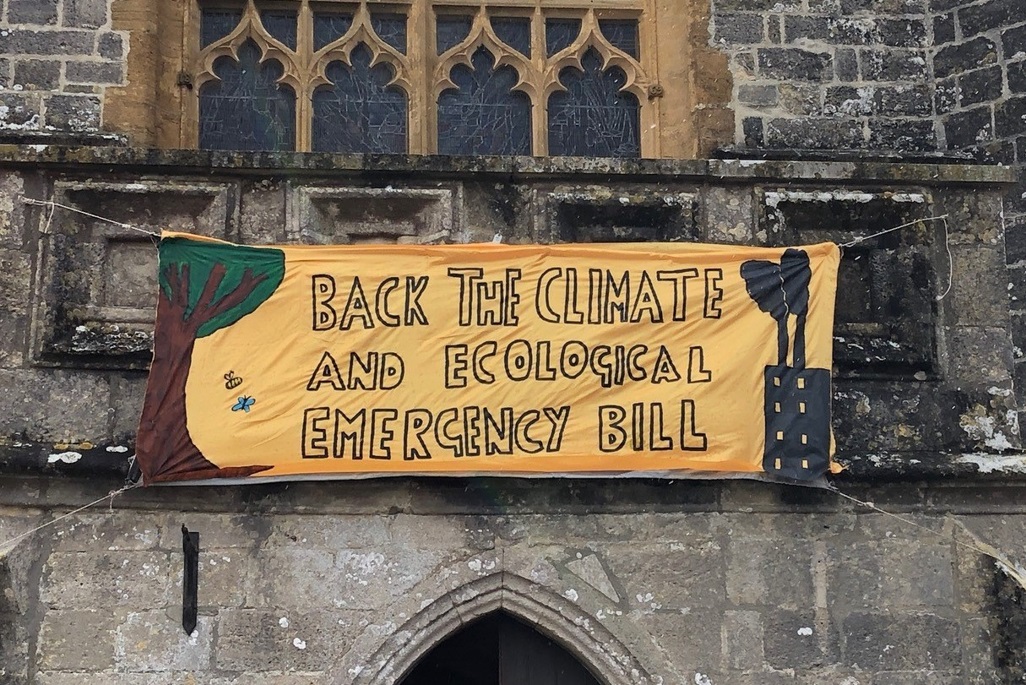 BACK THE CLIMATE
AND ECOLOGICAL
EMERGENCY BILL